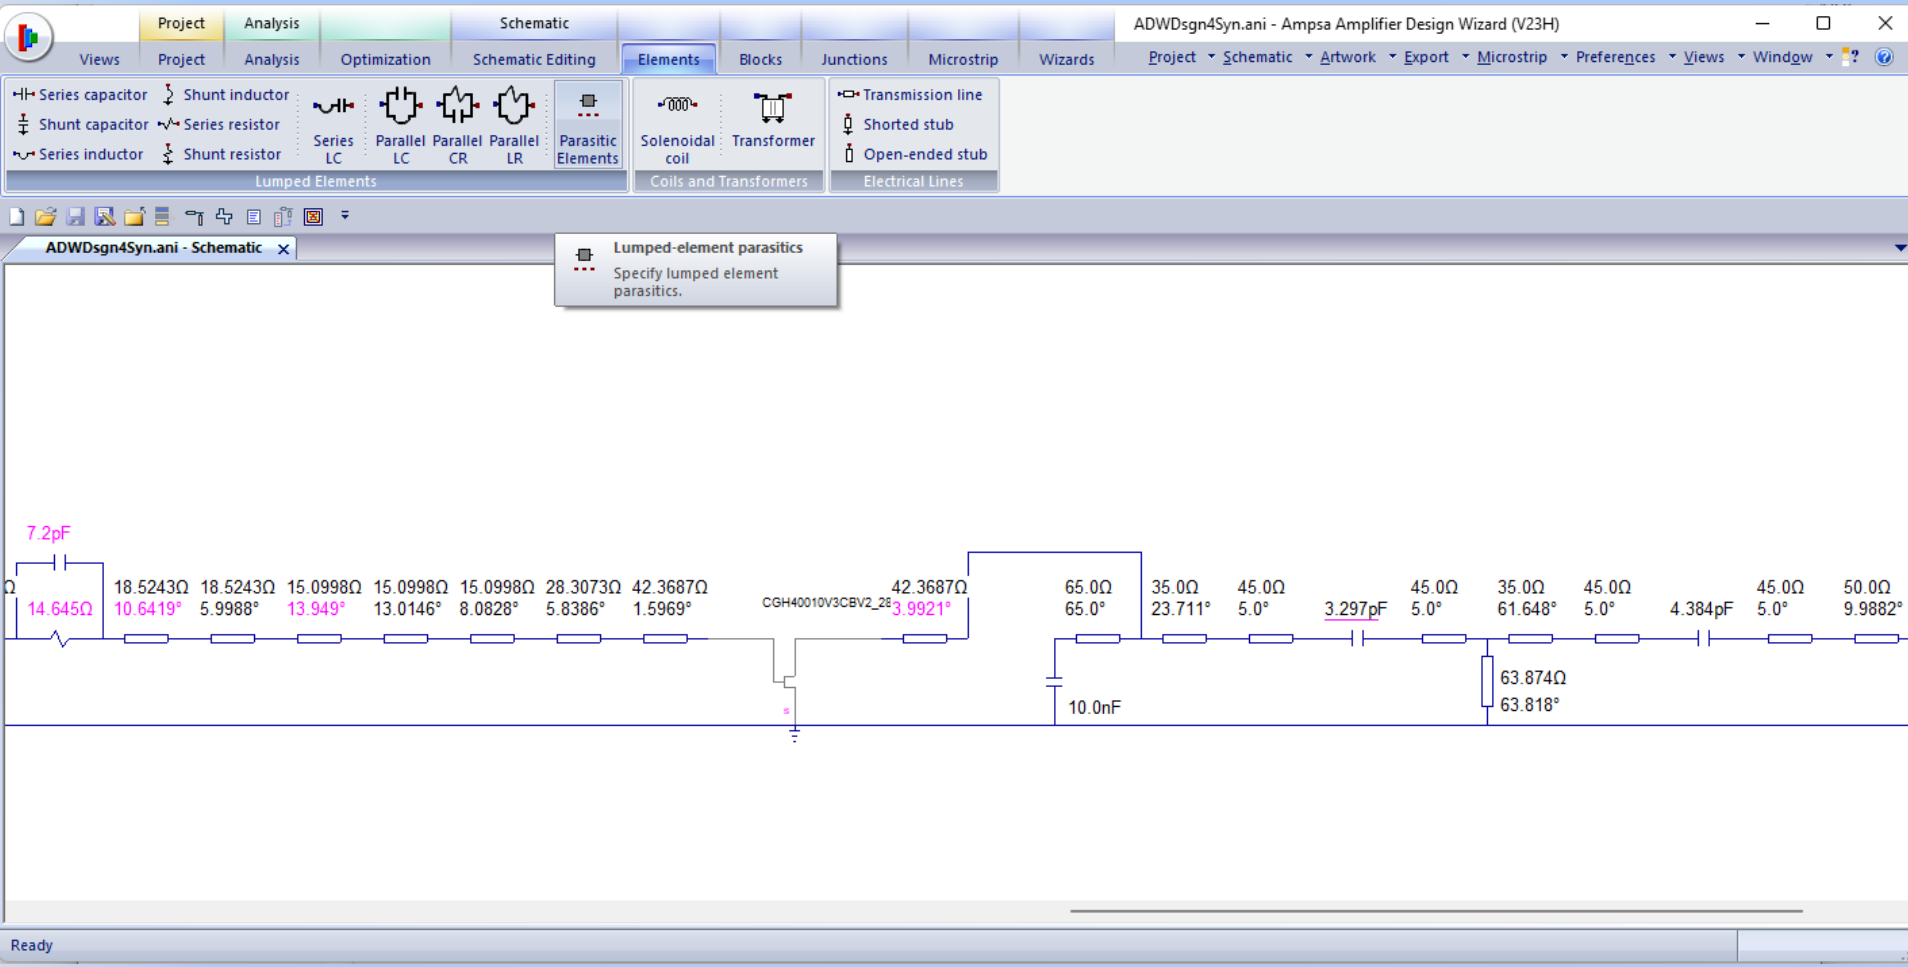 Project
Analysis
Schematic
ADWDsgn4Syn.ani - Ampsa Amplifier Design Wizard (V23H)
Views
Project
Analysis
Optimization
Schematic Editing
Elements
Blocks
Junctions
Microstrip
Wizards
Project
Schematic
Artwork
Export
Microstrip
Preferences
Views
Window
?
?
Series capacitor
Shunt inductor
Shunt capacitor
Series resistor
Series inductor
Shunt resistor
Series
LC
Parallel
LC
Parallel
CR
Parallel
LR
Parasitic
Elements
Lumped Elements
Solenoidal
coil
Transformer
Coils and Transformers
Transmission line
Shorted stub
Open-ended stub
Electrical Lines
ADWDsgn4Syn.ani - Schematic
Lumped-element parasitics
Specify lumped element
parasitics.
7.2pF
Ω
14.645Ω
18.5243Ω
10.6419°
18.5243Ω
5.9988°
15.0998Ω
13.949°
15.0998Ω
13.0146°
15.0998Ω
8.0828°
28.3073Ω
5.8386°
42.3687Ω
1.5969°
CGH40010V3CBV2_28
s
42.3687Ω
3.9921°
65.0Ω
65.0°
10.0nF
35.0Ω
23.711°
45.0Ω
5.0°
3.297pF
45.0Ω
5.0°
63.874Ω
63.818°
35.0Ω
61.648°
45.0Ω
5.0°
4.384pF
45.0Ω
5.0°
50.0Ω
9.9882°
Ready